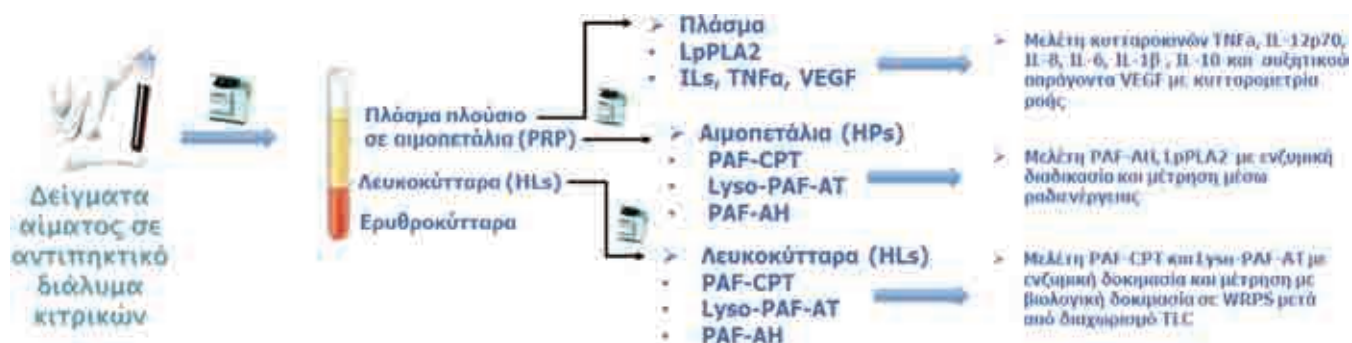 Δείγματα
αίματος σε
αντιπηκτικό
διάλυμα
κιτρικών
Πλάσμα πλούσιο
σε αιμοπετάλια (PRP)
Λευκοκύτταρα (HLs)
Ερυθροκύτταρα
➢ Πλάσμα
• LpPLA2
• ILs, TNFα, VEGF
➢ Αιμοπετάλια (HPs)
• PAF-CPT
• Lyso-PAF-AT
• PAF-AH
➢ Λευκοκύτταρα (HLs)
• PAF-CPT
• Lyso-PAF-AT
• PAF-AH
➢ Μελέτη κυτταροκινών TNFα, IL-12p70,
IL-8, IL-6, IL-1β , IL-10 και αυξητικού
παράγοντα VEGF με κυτταρομετρία
ροής
➢ Μελέτη PAF-AH, LpPLA2 με ενζυμική
διαδικασία και μέτρηση μέσω
ραδιενέργειας
➢ Μελέτη PAF-CPT και Lyso-PAF-AT με
ενζυμική δοκιμασία και μέτρηση με
βιολογική δοκιμασία σε WRPS μετά
από διαχωρισμό TLC